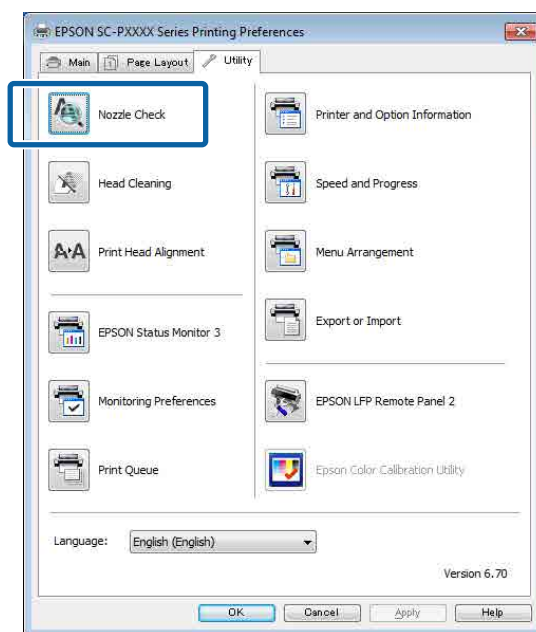 EPSON SC-PXXXX Series Printing Preferences
Main
Page Layout
Utility
Nozzle Check
Printer and Option Information
Head Cleaning
Speed and Progress
A A
Print Head Alignment
Menu Arrangement
EPSON Status Monitor 3
Export or Import
Monitoring Preferences
EPSON LFP Remote Panel 2
Print Queue
Epson Color Calibration Utility
Language:
English (English)
Version 6.70
OK
Cancel
Apply
Help